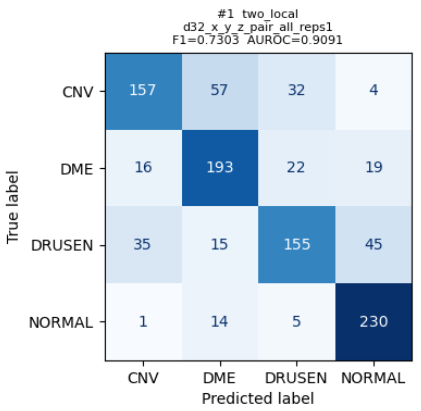 #1  two_local
d32_x_y_z_pair_all_reps1
F1=0.7303  AUROC=0.9091
CNV 157 57 32 4
DME 16 193 22 19
DRUSEN 35 15 155 45
NORMAL 1 14 5 230
CNV DME DRUSEN NORMAL
Predicted label
True label